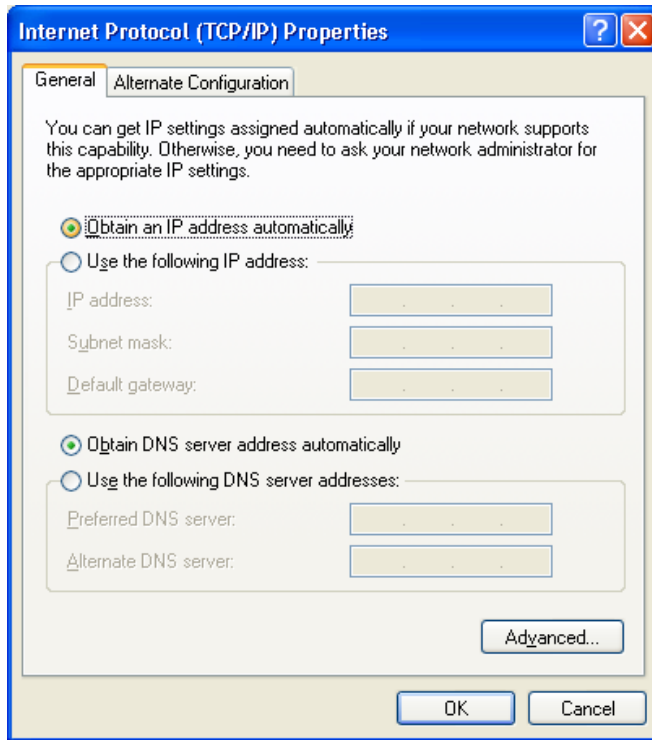 Internet Protocol (TCP/IP) Properties
General
Alternate Configuration
You can get IP settings assigned automatically if your network supports
this capability. Otherwise, you need to ask your network administrator for
the appropriate IP settings.
Obtain an IP address automatically
Use the following IP address:
IP address:
Subnet mask:
Default gateway:
Obtain DNS server address automatically
Use the following DNS server addresses:
Preferred DNS server:
Alternate DNS server:
Advanced...
OK
Cancel